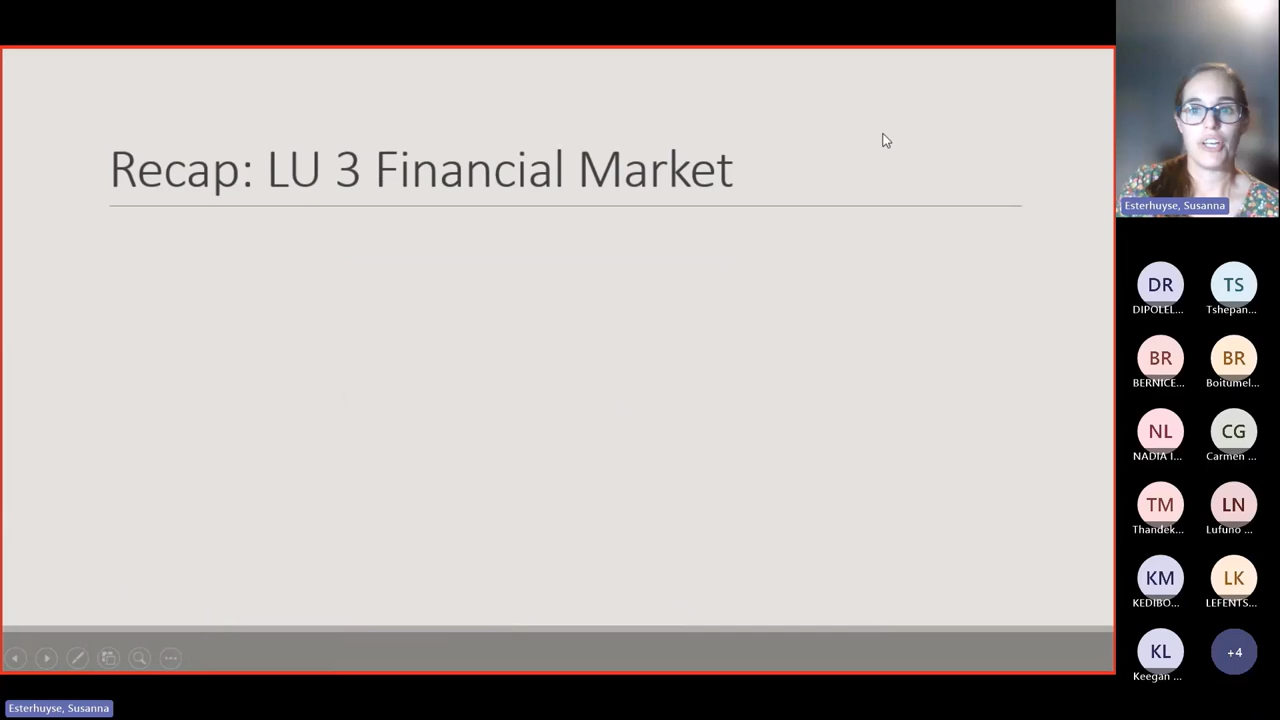 Recap: LU 3 Financial Market
Esterhuyse, Susanna
DR
TS
DIPOLEL...
Tshepan...
BR
BR
BERNICE...
Boitumel...
NL
CG
NADIA I...
Carmen ...
TM
LN
Thandek...
Lufuno ...
KM
LK
KEDIBO...
LEFENTS...
KL
+4
Keegan ...
Esterhuyse, Susanna